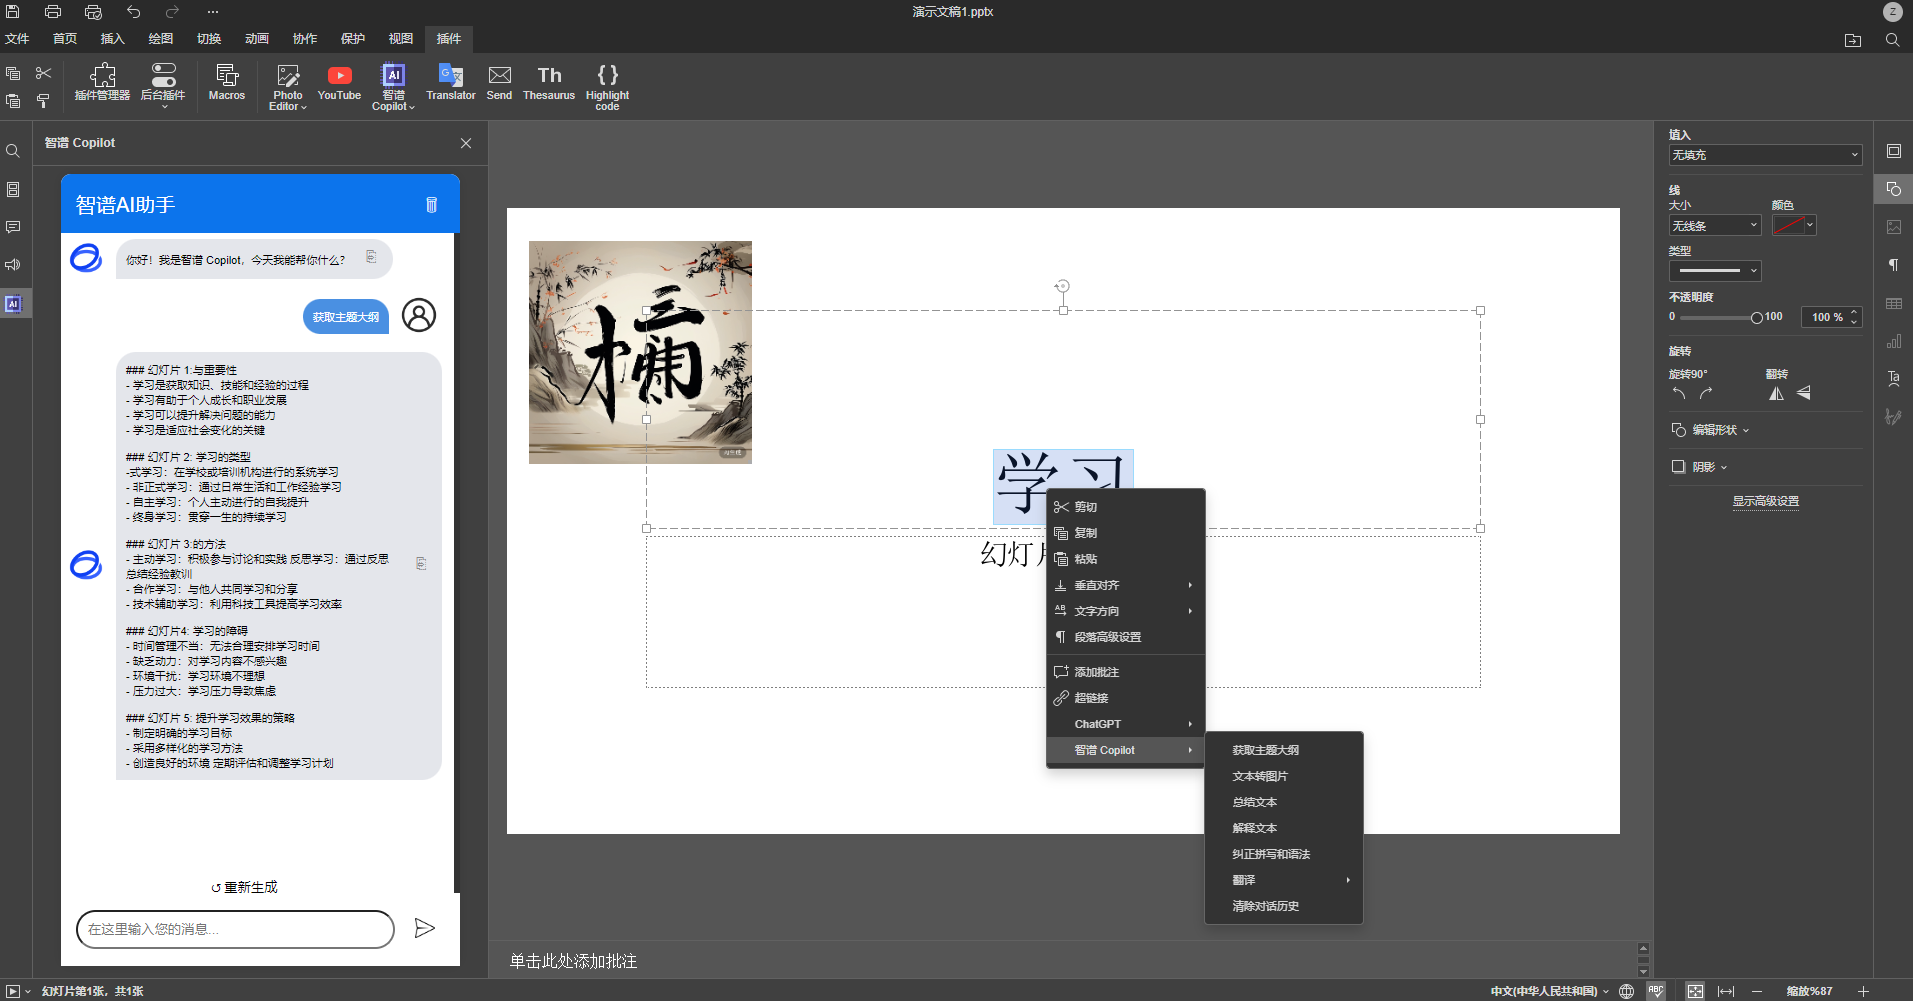 演示文稿1.pptx
Z
文件 首页 插入 绘图 切换 动画 协作 保护 视图 插件
插件管理器
后台插件
Macros
Photo
Editor
YouTube
AI
智谱
Copilot
Translator
Send
Th
Thesaurus
{ }
Highlight
code
智谱 Copilot
智谱AI助手
你好！我是智谱 Copilot，今天我能帮你什么？
获取主题大纲
### 幻灯片 1:与重要性
- 学习是获取知识、技能和经验的过程
- 学习有助于个人成长和职业发展
- 学习可以提升解决问题的能力
- 学习是适应社会变化的关键
### 幻灯片 2: 学习的类型
-式学习：在学校或培训机构进行的系统学习
- 非正式学习：通过日常生活和工作经验学习
- 自主学习：个人主动进行的自我提升
- 终身学习：贯穿一生的持续学习
### 幻灯片 3:的方法
- 主动学习：积极参与讨论和实践 反思学习：通过反思
总结经验教训
- 合作学习：与他人共同学习和分享
- 技术辅助学习：利用科技工具提高学习效率
### 幻灯片4: 学习的障碍
- 时间管理不当：无法合理安排学习时间
- 缺乏动力：对学习内容不感兴趣
- 环境干扰：学习环境不理想
- 压力过大：学习压力导致焦虑
### 幻灯片 5: 提升学习效果的策略
- 制定明确的学习目标
- 采用多样化的学习方法
- 创造良好的环境 定期评估和调整学习计划
↺ 重新生成
在这里输入您的消息...
学习
幻灯片
剪切
复制
粘贴
垂直对齐
文字方向
段落高级设置
添加批注
超链接
ChatGPT
智谱 Copilot
获取主题大纲
文本转图片
总结文本
解释文本
纠正拼写和语法
翻译
清除对话历史
填入
无填充
线
大小 颜色
无线条
类型
不透明度
0 100 100 %
旋转
旋转90° 翻转
编辑形状
阴影
显示高级设置
单击此处添加批注
幻灯片第1张，共1张
中文(中华人民共和国)
ABC
缩放%87